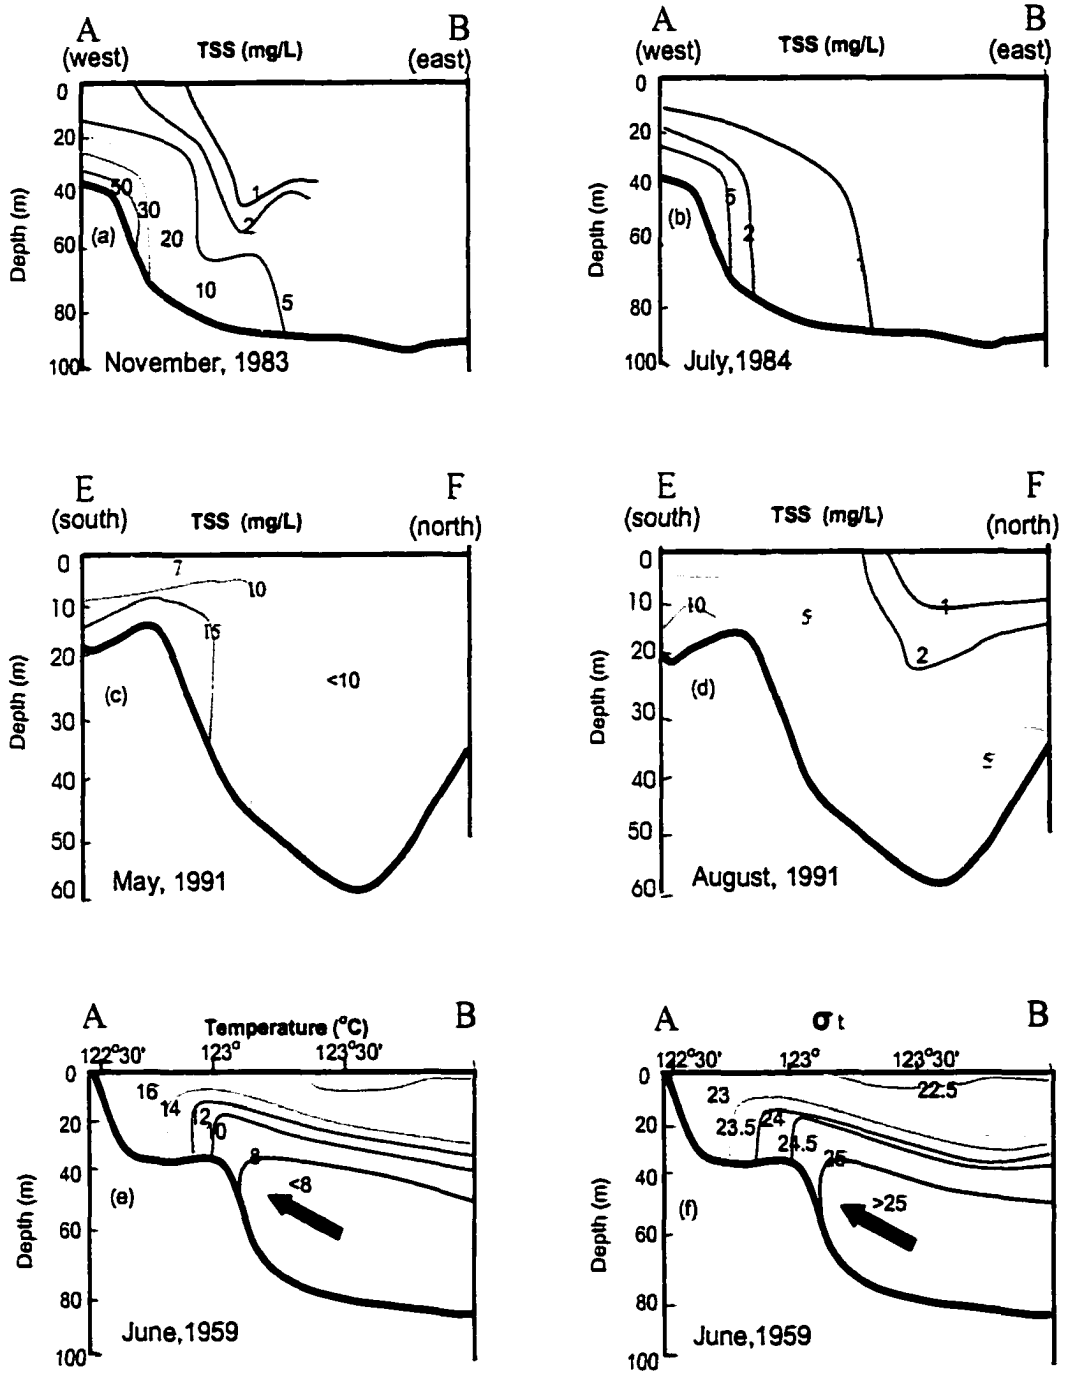 A B
(west) TSS (mg/L) (east)
0
20
40
60
80
100
Depth (m)
50
30
20
10
5
1
2
(a)
November, 1983
A B
(west) TSS (mg/L) (east)
0
20
40
60
80
100
Depth (m)
5
2
(b)
July, 1984
E F
(south) TSS (mg/L) (north)
0
10
20
30
40
50
60
Depth (m)
7
10
15
<10
(c)
May, 1991
E F
(south) TSS (mg/L) (north)
0
10
20
30
40
50
60
Depth (m)
10
5
1
2
5
(d)
August, 1991
A B
Temperature (°C)
122°30' 123° 123°30'
0
20
40
60
80
100
Depth (m)
16
14
12
10
8
<8
(e)
June, 1959
A B
σt
122°30' 123° 123°30'
0
20
40
60
80
100
Depth (m)
23
22.5
23.5
24
24.5
25
>25
(f)
June, 1959